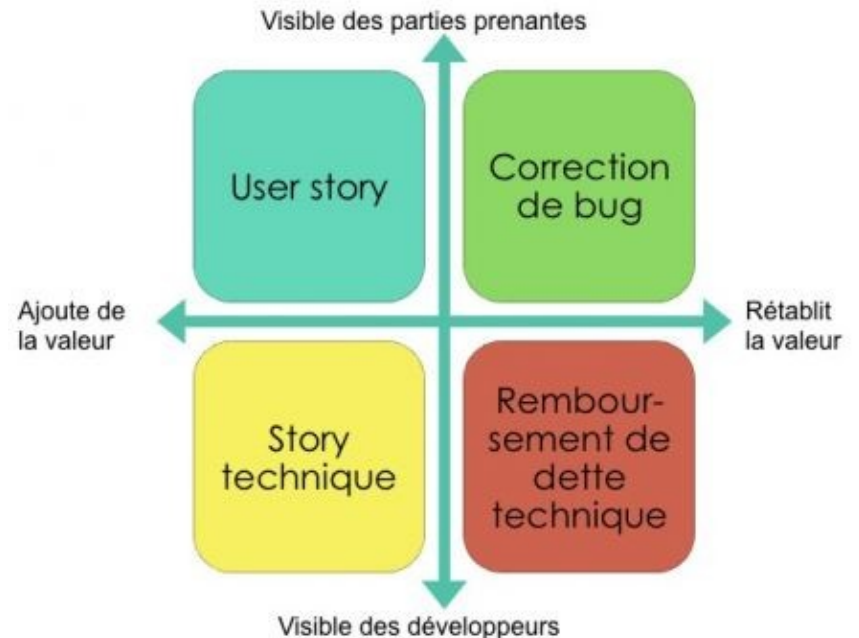 Visible des parties prenantes
User story
Correction
de bug
Ajoute de
la valeur
Rétablit
la valeur
Story
technique
Rembour-
sement de
dette
technique
Visible des développeurs